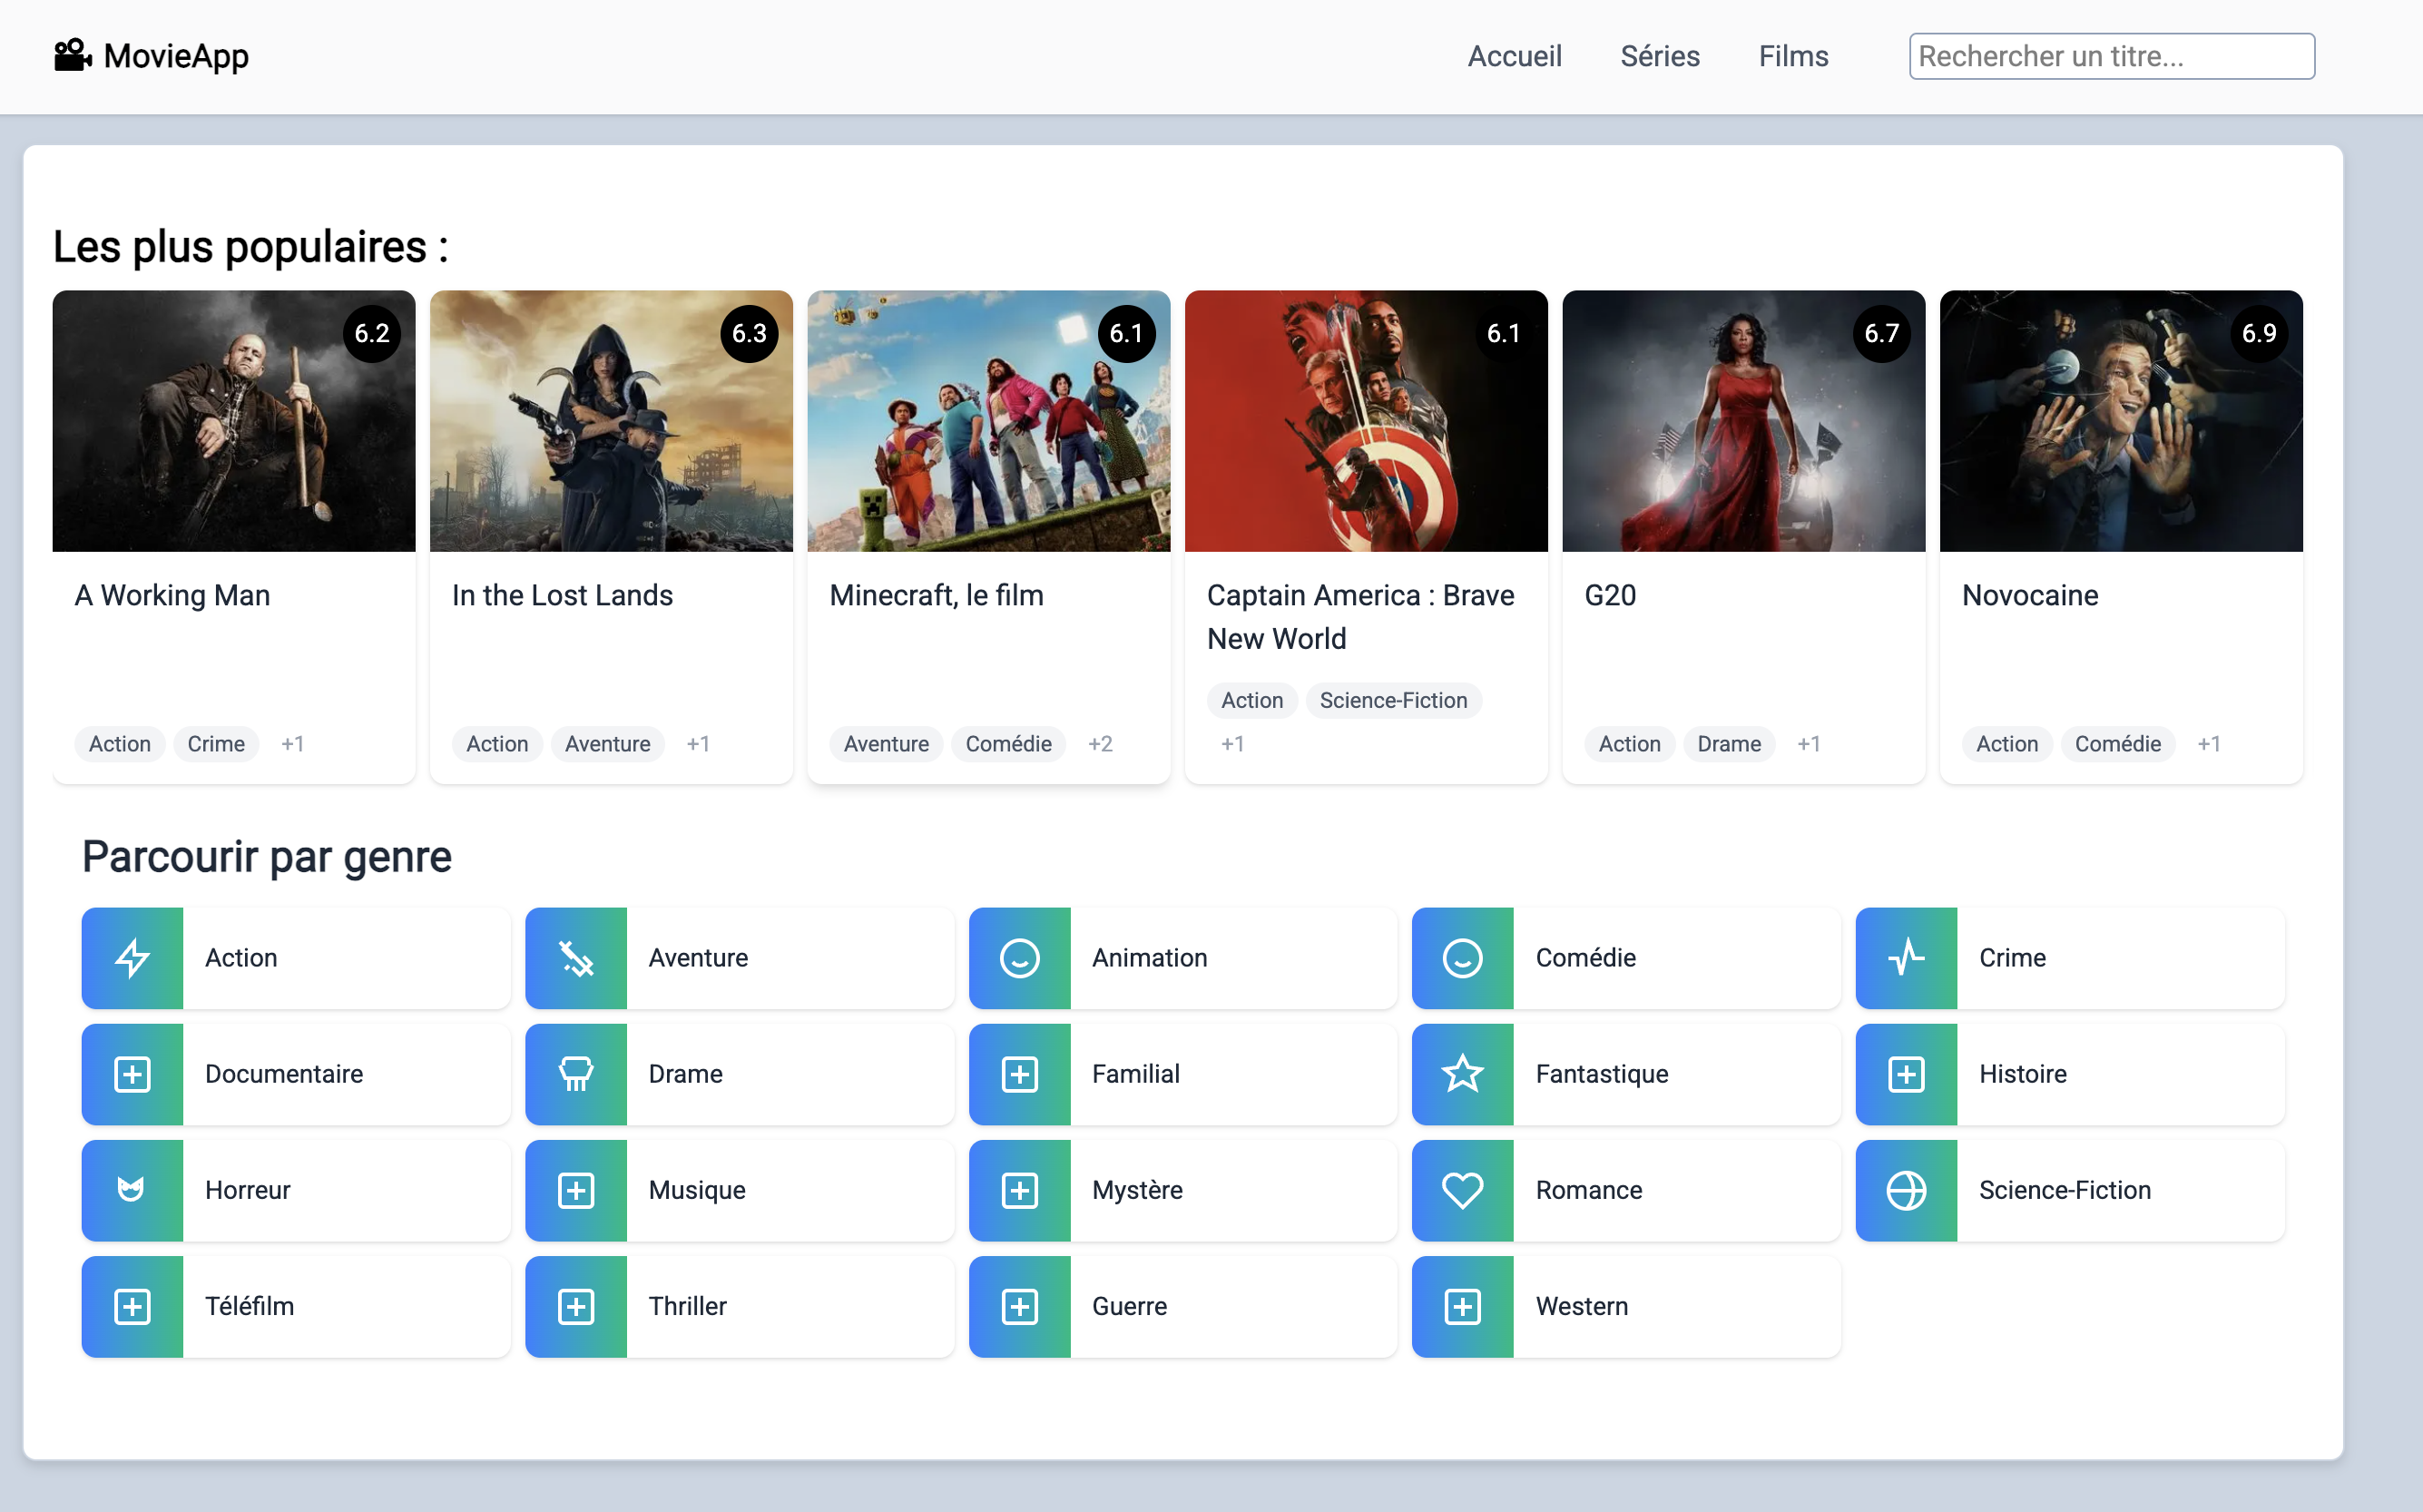 MovieApp
Accueil
Séries
Films
Rechercher un titre...
Les plus populaires :
6.2
6.3
6.1
6.1
6.7
6.9
A Working Man
In the Lost Lands
Minecraft, le film
Captain America : Brave
New World
G20
Novocaine
Action Crime +1
Action Aventure +1
Aventure Comédie +2
Action Science-Fiction
+1
Action Drame +1
Action Comédie +1
Parcourir par genre
Action
Aventure
Animation
Comédie
Crime
Documentaire
Drame
Familial
Fantastique
Histoire
Horreur
Musique
Mystère
Romance
Science-Fiction
Téléfilm
Thriller
Guerre
Western